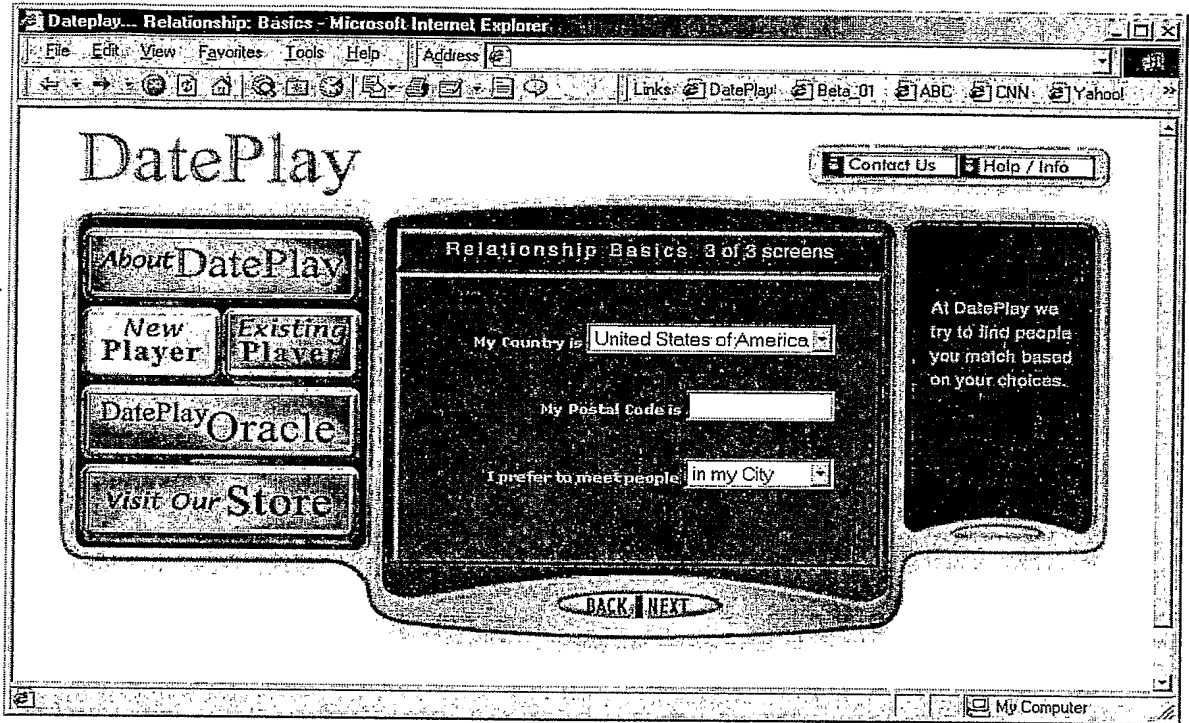 Dateplay... Relationship: Basics - Microsoft Internet Explorer
File Edit View Favorites Tools Help Address
Links DatePlay! Beta_01 ABC CNN Yahoo!
DatePlay
Contact Us Help / Info
About DatePlay
New Player
Existing Player
DatePlay Oracle
Visit Our Store
Relationship Basics 3 of 3 screens
My Country is United States of America
My Postal Code is
I prefer to meet people in my City
BACK NEXT
At DatePlay we
try to find people
you match based
on your choices.
My Computer